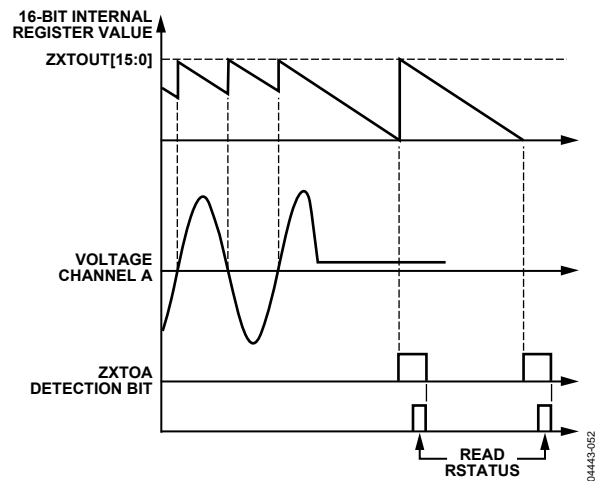 16-BIT INTERNAL
REGISTER VALUE
ZXTOUT[15:0]
VOLTAGE
CHANNEL A
ZXTOA
DETECTION BIT
READ
RSTATUS
04443-052